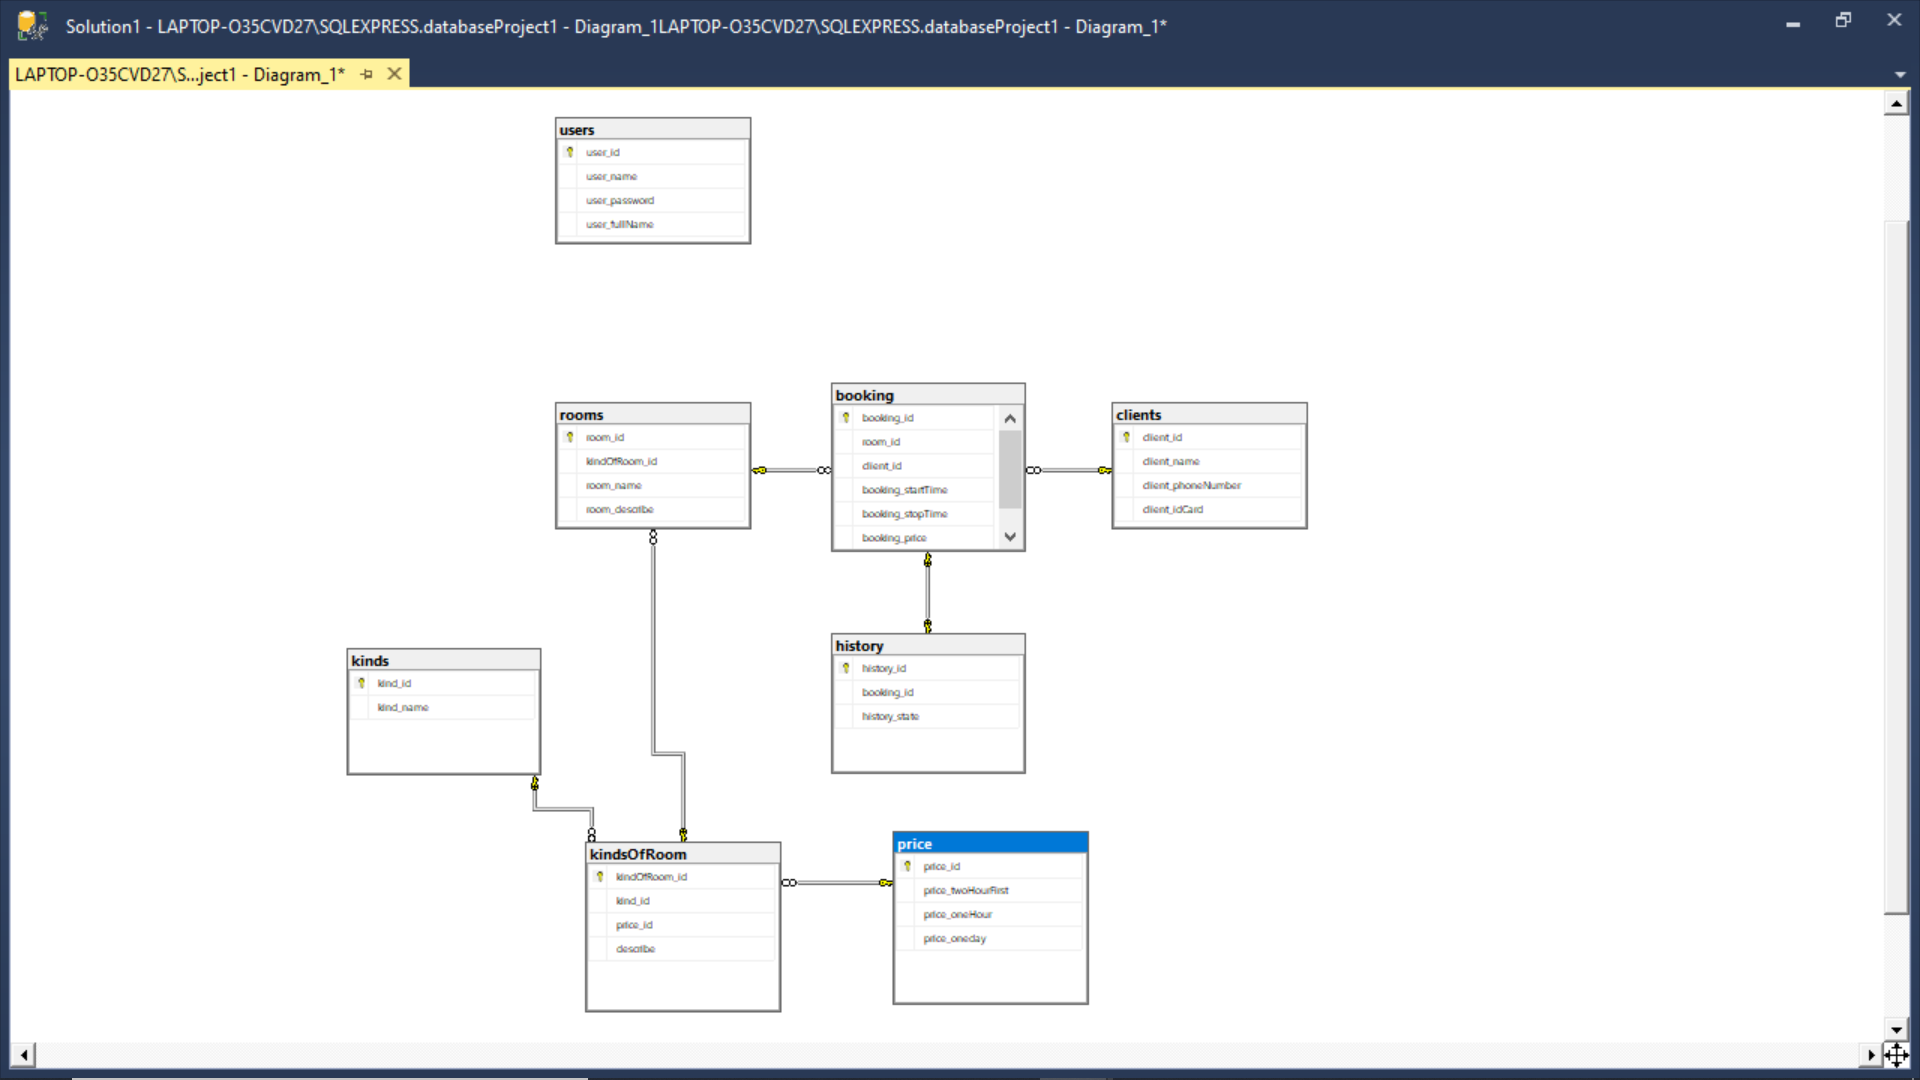 Solution1 - LAPTOP-O35CVD27\SQLEXPRESS.databaseProject1 - Diagram_1LAPTOP-O35CVD27\SQLEXPRESS.databaseProject1 - Diagram_1*
LAPTOP-O35CVD27\S...ject1 - Diagram_1*
users
user_id
user_name
user_password
user_fullName
rooms
room_id
kindOfRoom_id
room_name
room_describe
booking
booking_id
room_id
client_id
booking_startTime
booking_stopTime
booking_price
clients
client_id
client_name
client_phoneNumber
client_idCard
kinds
kind_id
kind_name
history
history_id
booking_id
history_state
kindsOfRoom
kindOfRoom_id
kind_id
price_id
describe
price
price_id
price_twoHourFirst
price_oneHour
price_oneday